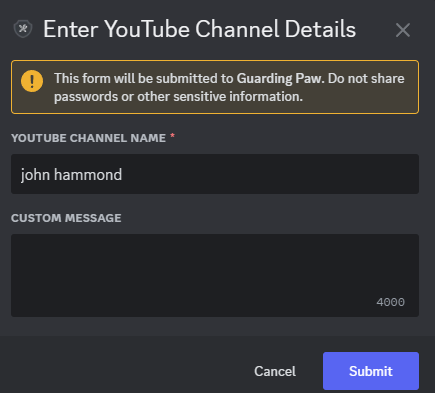 Enter YouTube Channel Details
This form will be submitted to Guarding Paw. Do not share
passwords or other sensitive information.
YOUTUBE CHANNEL NAME *
john hammond
CUSTOM MESSAGE
4000
Cancel
Submit